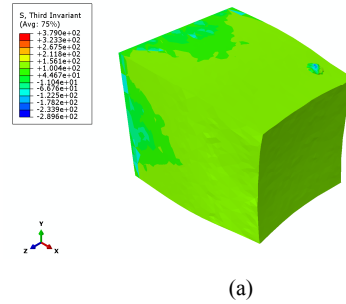 S, Third Invariant
(Avg: 75%)
+3.790e+02
+3.233e+02
+2.675e+02
+2.118e+02
+1.561e+02
+1.004e+02
+4.467e+01
-1.104e+01
-6.676e+01
-1.225e+02
-1.782e+02
-2.339e+02
-2.896e+02
Y
Z X
(a)